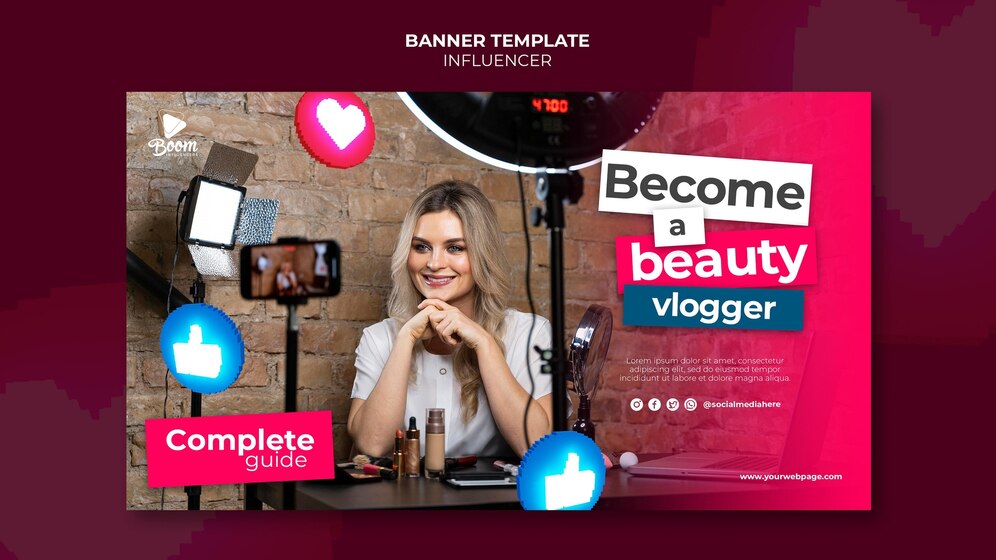 BANNER TEMPLATE
INFLUENCER
4700
Boom
INFLUENCERS
Become
a
beauty
vlogger
Lorem ipsum dolor sit amet, consectetur
adipiscing elit, sed do eiusmod tempor
incididunt ut labore et dolore magna aliqua.
@socialmediahere
Complete
guide
www.yourwebpage.com